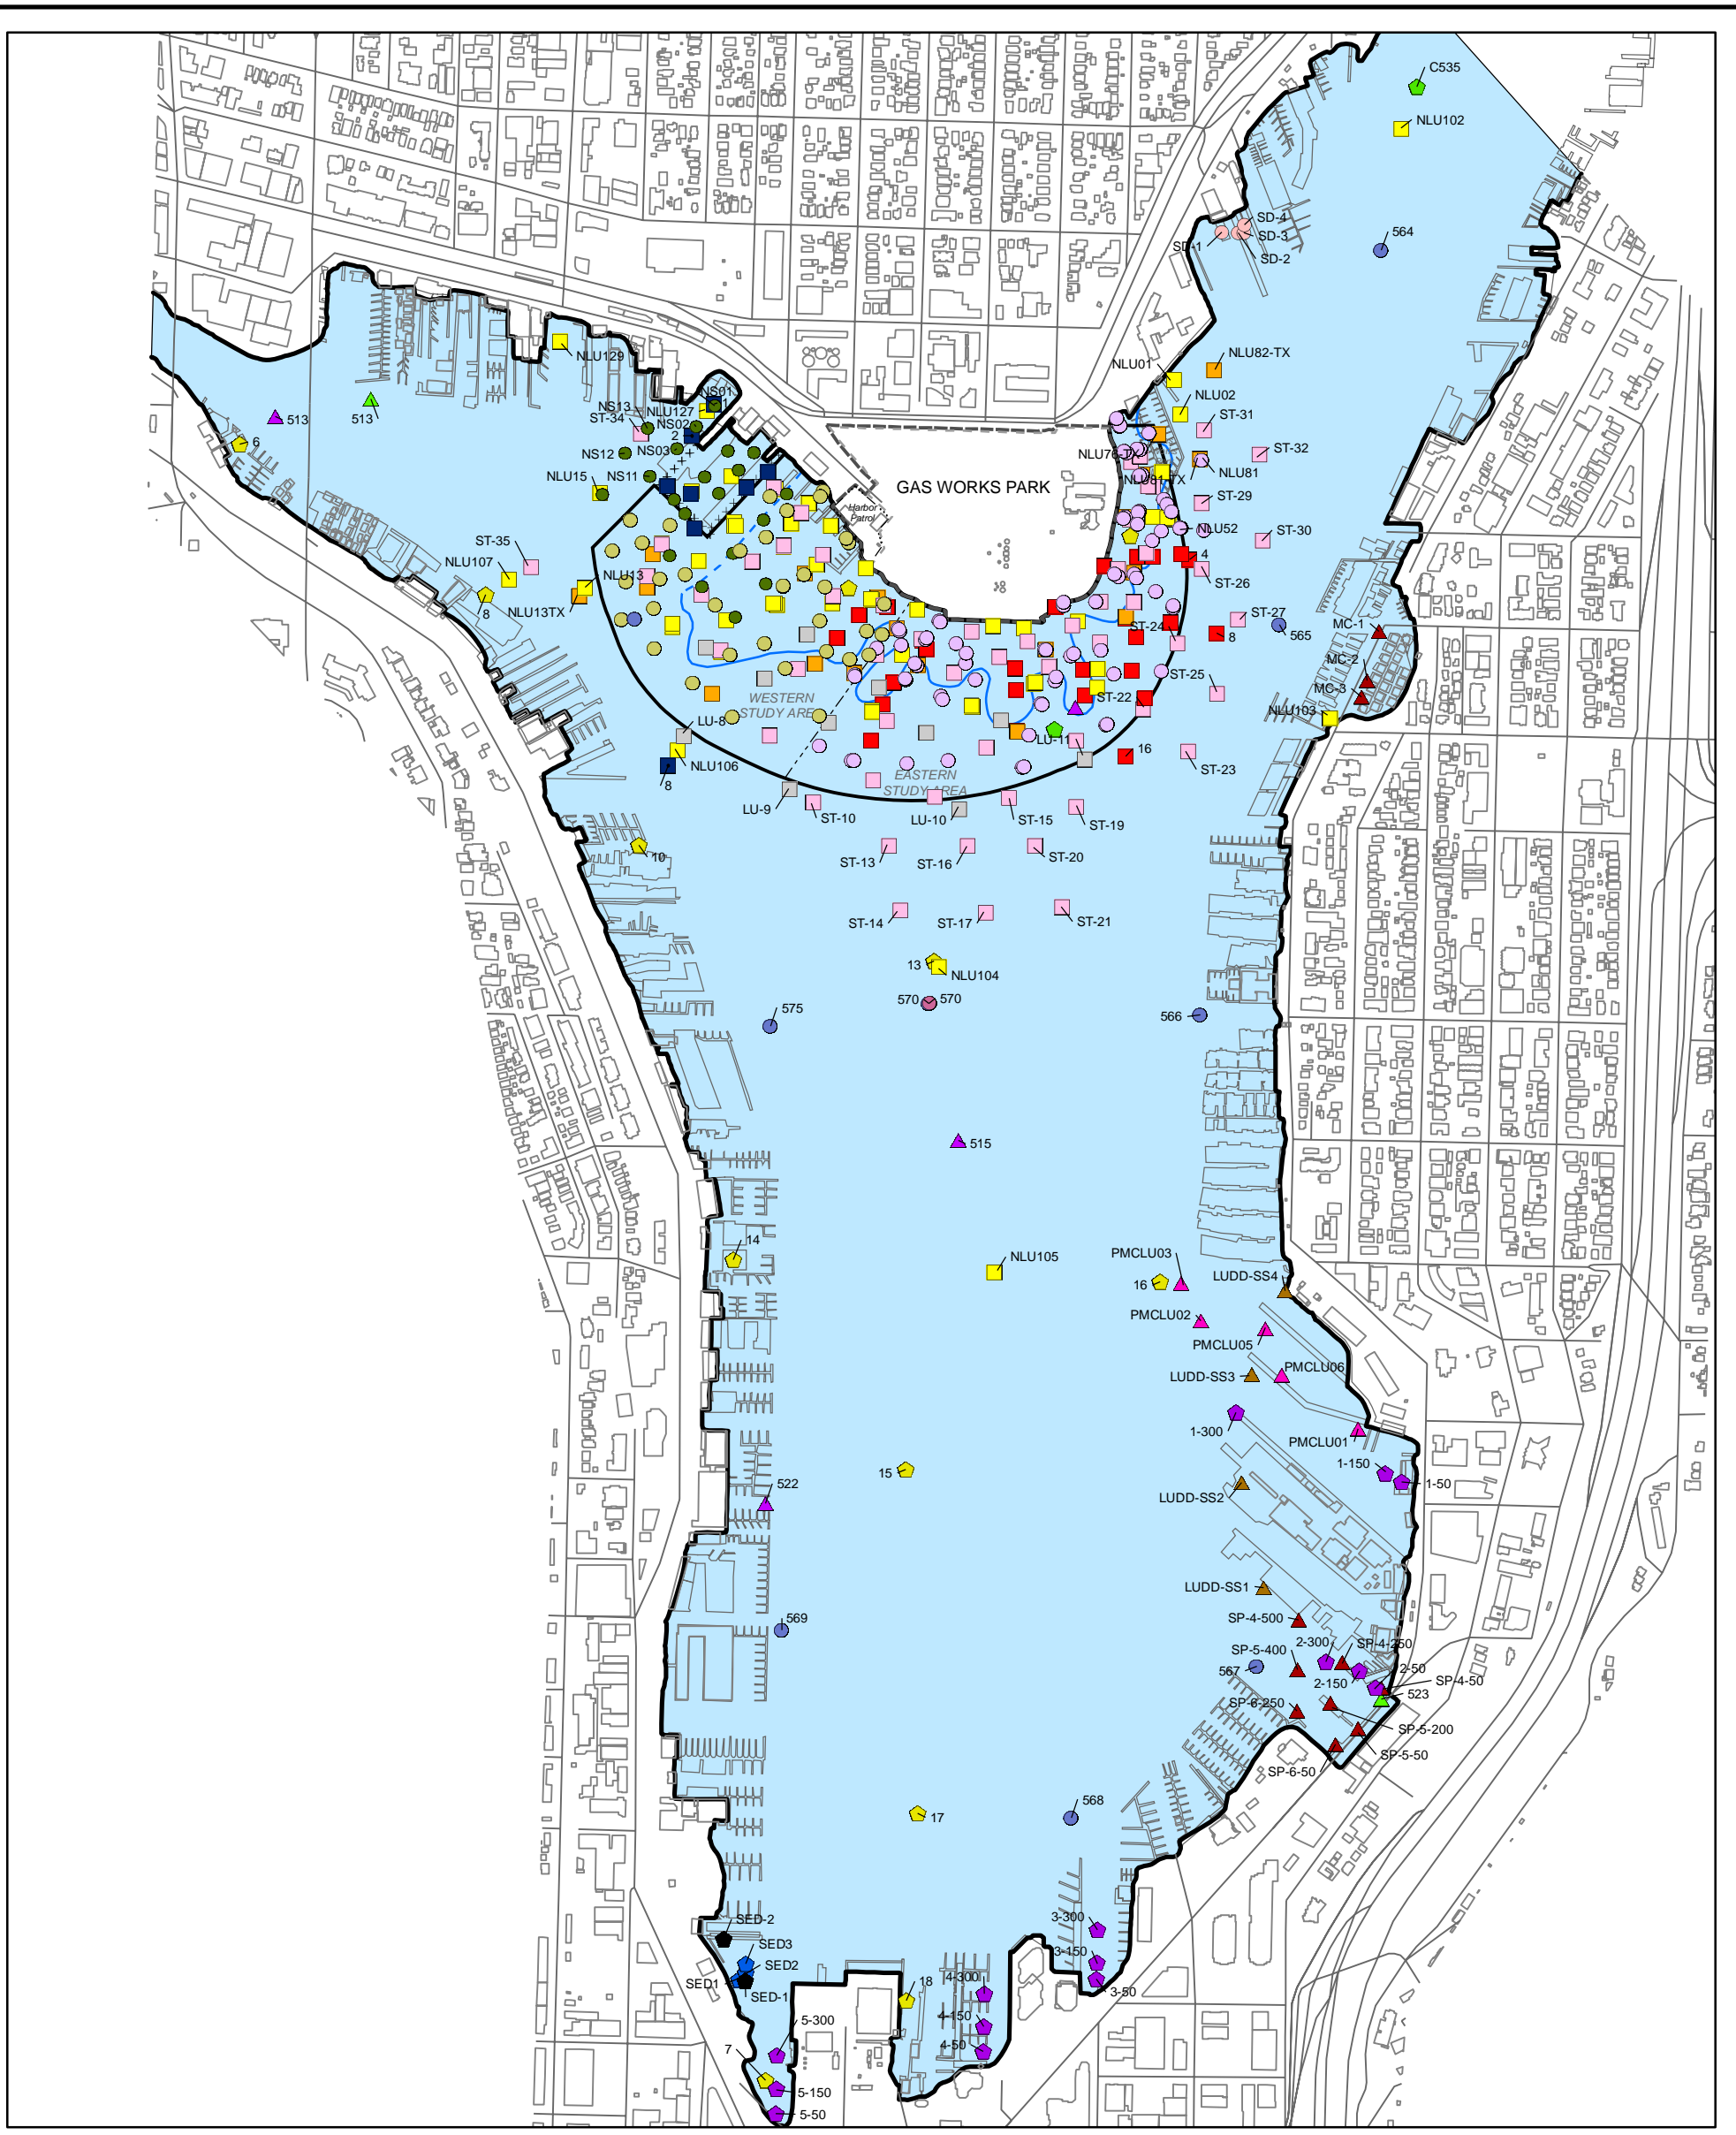 C535
NLU102
SD-4
SD-1
SD-3
SD-2
564
NLU129
NLU82-TX
NLU01
NLU02
513
513
6
NS01
NS13
NLU127
ST-34
NS02
2
NS12
NS03
NS11
NLU15
ST-31
ST-32
NLU76-TX
NLU81
NLU81-TX
GAS WORKS PARK
Harbor
Patrol
ST-29
NLU52
ST-30
4
ST-26
ST-35
NLU107
NLU13
8
NLU13TX
ST-27
ST-24
8
565
MC-1
MC-2
ST-25
MC-3
ST-22
NLU103
WESTERN
STUDY AREA
LU-8
NLU106
8
LU-11
16
ST-23
EASTERN
STUDY AREA
LU-9
ST-10
LU-10
ST-15
ST-19
10
ST-13
ST-16
ST-20
ST-14
ST-17
ST-21
13
NLU104
570
570
575
566
515
14
NLU105
PMCLU03
16
LUDD-SS4
PMCLU02
PMCLU05
LUDD-SS3
PMCLU06
1-300
PMCLU01
15
1-150
1-50
522
LUDD-SS2
LUDD-SS1
SP-4-500
569
2-300
SP-4-250
SP-5-400
567
2-50
2-150
SP-4-50
523
SP-6-250
SP-5-200
SP-5-50
SP-6-50
568
17
SED-2
3-300
SED3
3-150
SED2
SED1
SED-1
4-300
18
3-50
4-150
5-300
7
4-50
5-150
5-50